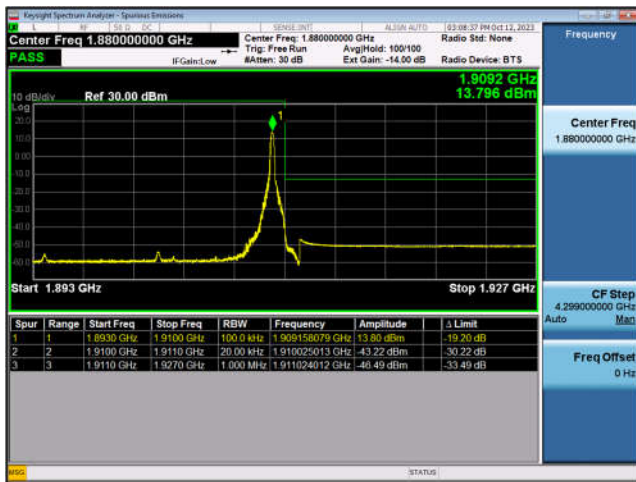 Keysight Spectrum Analyzer - Spurious Emissions
L RF 50 Ω DC SENSE:INT ALIGN AUTO 03:08:37 PM Oct 12, 2023
Center Freq 1.880000000 GHz
Center Freq: 1.880000000 GHz Radio Std: None
Trig: Free Run Avg|Hold: 100/100
PASS IFGain:Low #Atten: 30 dB Ext Gain: -14.00 dB Radio Device: BTS
Frequency
1.9092 GHz
13.796 dBm
10 dB/div Ref 30.00 dBm
Log
1
20.0
10.0
0.00
-10.0
-20.0
-30.0
-40.0
-50.0
-60.0
Start 1.893 GHz Stop 1.927 GHz
Spur Range Start Freq Stop Freq RBW Frequency Amplitude Δ Limit
1 1 1.8930 GHz 1.9100 GHz 100.0 kHz 1.909158079 GHz 13.80 dBm -19.20 dB
2 2 1.9100 GHz 1.9110 GHz 20.00 kHz 1.910025013 GHz -43.22 dBm -30.22 dB
3 3 1.9110 GHz 1.9270 GHz 1.000 MHz 1.911024012 GHz -46.49 dBm -33.49 dB
Center Freq
1.880000000 GHz
CF Step
4.299000000 GHz
Auto Man
Freq Offset
0 Hz
MSG STATUS